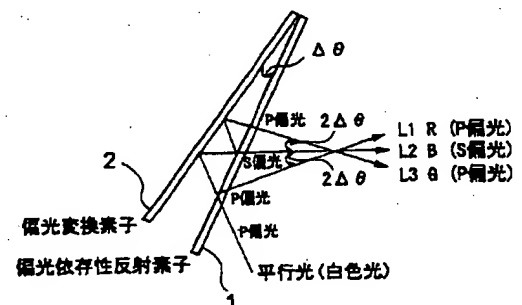 Δθ
P偏光
2Δθ
L1 R (P偏光)
S偏光
L2 B (S偏光)
2
2Δθ
L3 G (P偏光)
P偏光
偏光変換素子
P偏光
偏光依存性反射素子
平行光(白色光)
1